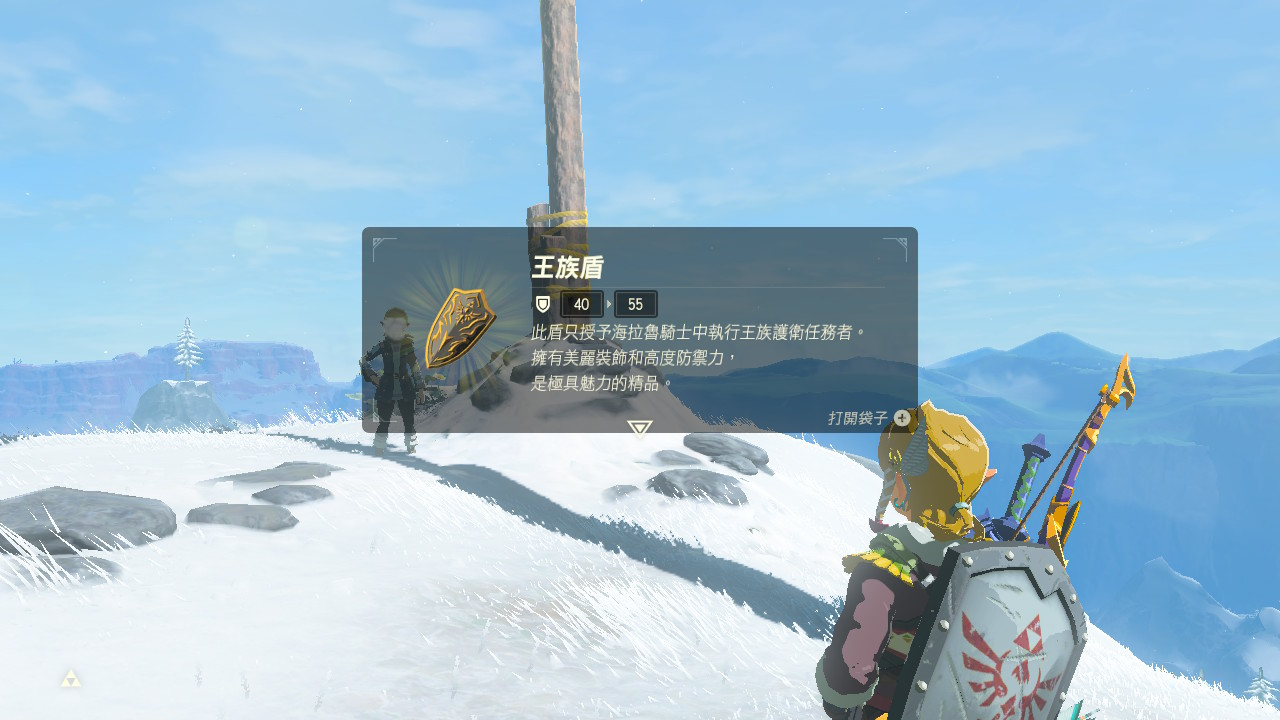 王族盾
40 55
此盾只授予海拉魯騎士中執行王族護衛任務者。
擁有美麗裝飾和高度防禦力，
是極具魅力的精品。
打開袋子